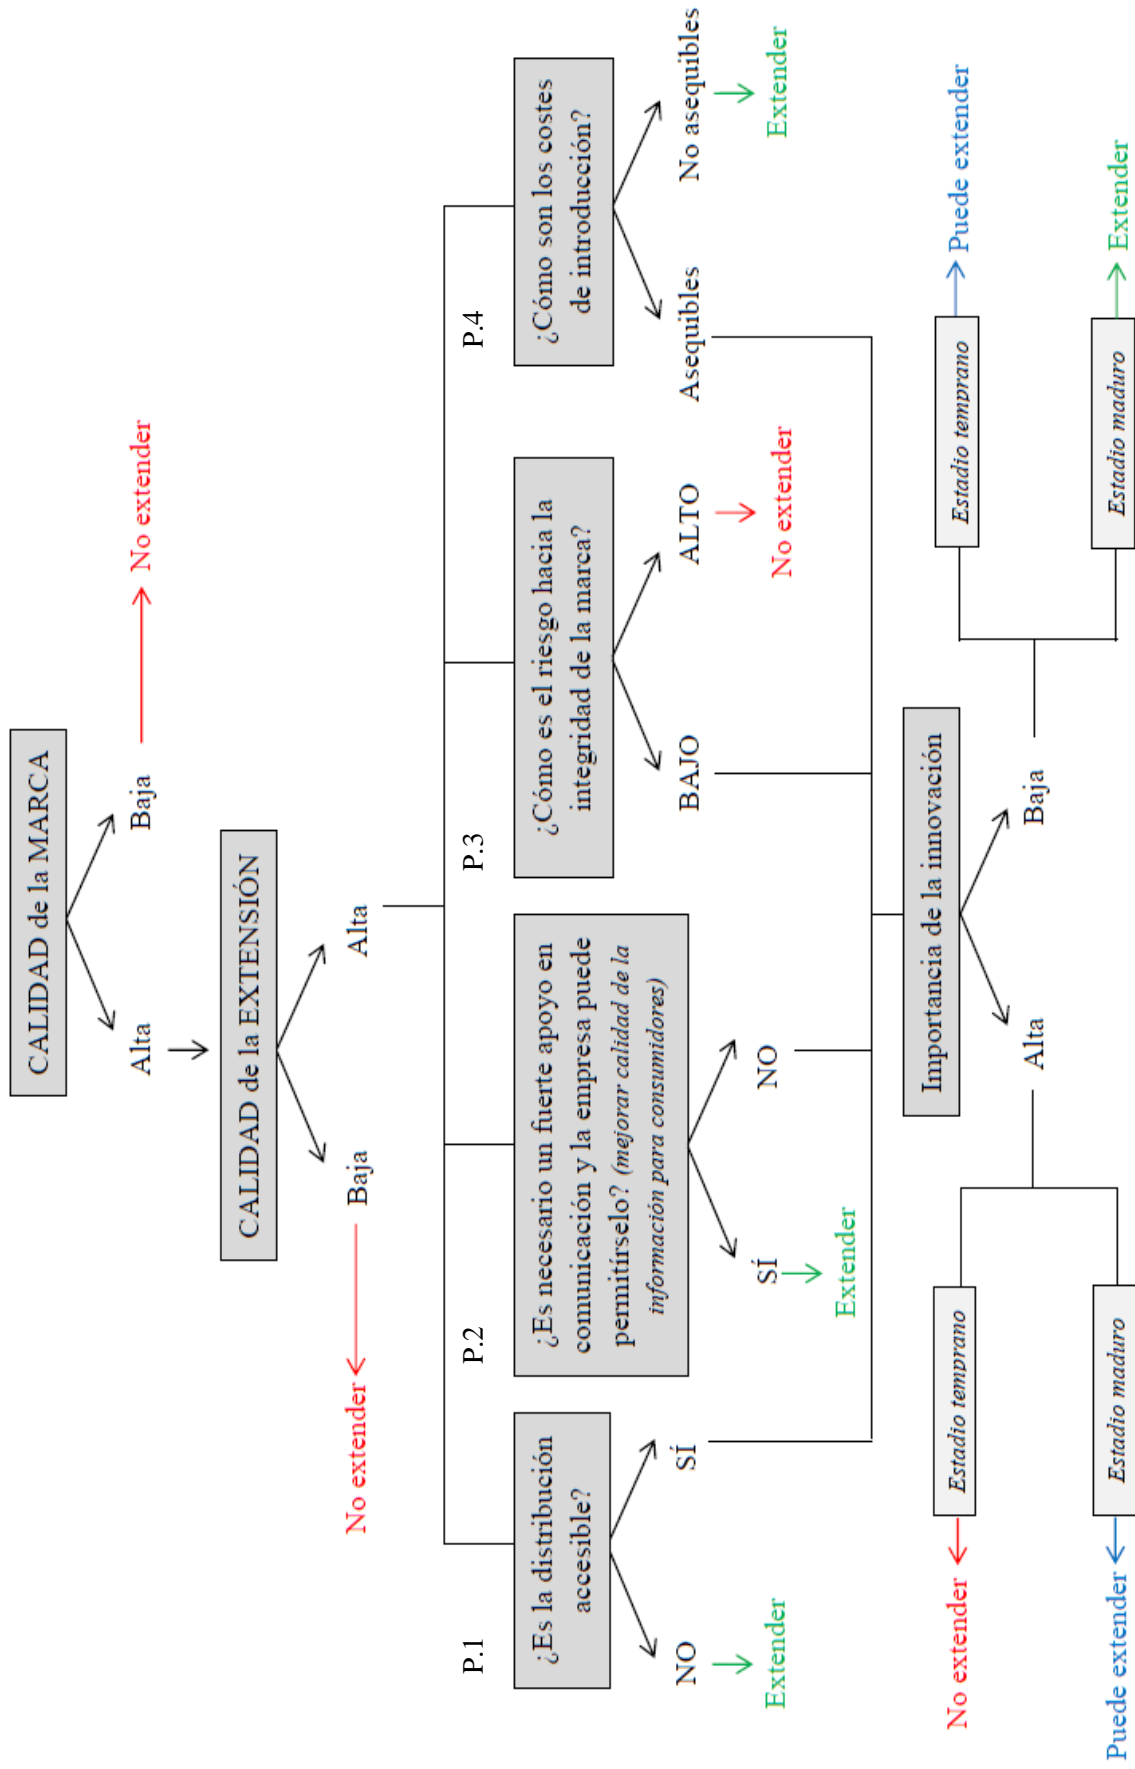 CALIDAD de la MARCA
Alta
Baja
No extender
CALIDAD de la EXTENSIÓN
No extender
Baja
Alta
P.1
P.2
P.3
P.4
¿Es la distribución
accesible?
NO
SÍ
Extender
¿Es necesario un fuerte apoyo en
comunicación y la empresa puede
permitírselo? (mejorar calidad de la
información para consumidores)
SÍ
NO
Extender
¿Cómo es el riesgo hacia la
integridad de la marca?
BAJO
ALTO
No extender
¿Cómo son los costes
de introducción?
Asequibles
No asequibles
Extender
Importancia de la innovación
Alta
Baja
No extender
Estadio temprano
Estadio temprano
Puede extender
Puede extender
Estadio maduro
Estadio maduro
Extender